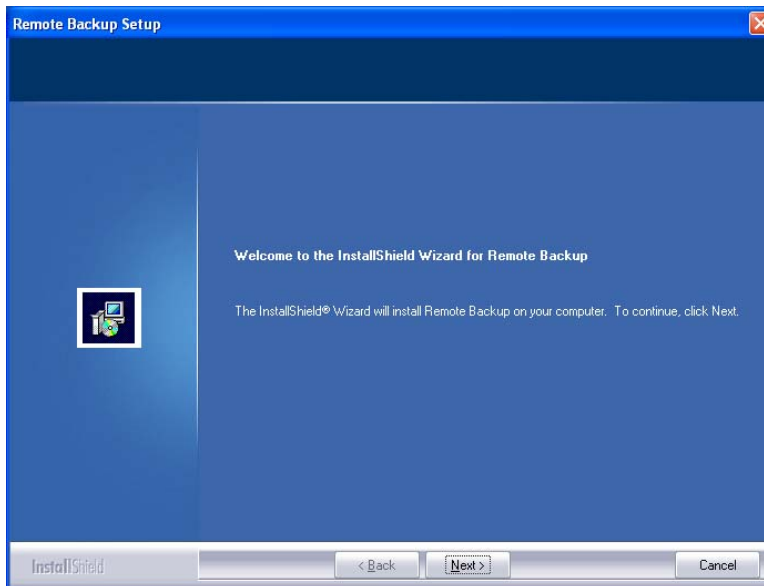 Remote Backup Setup
Welcome to the InstallShield Wizard for Remote Backup
The InstallShield® Wizard will install Remote Backup on your computer. To continue, click Next.
InstallShield
< Back
Next >
Cancel